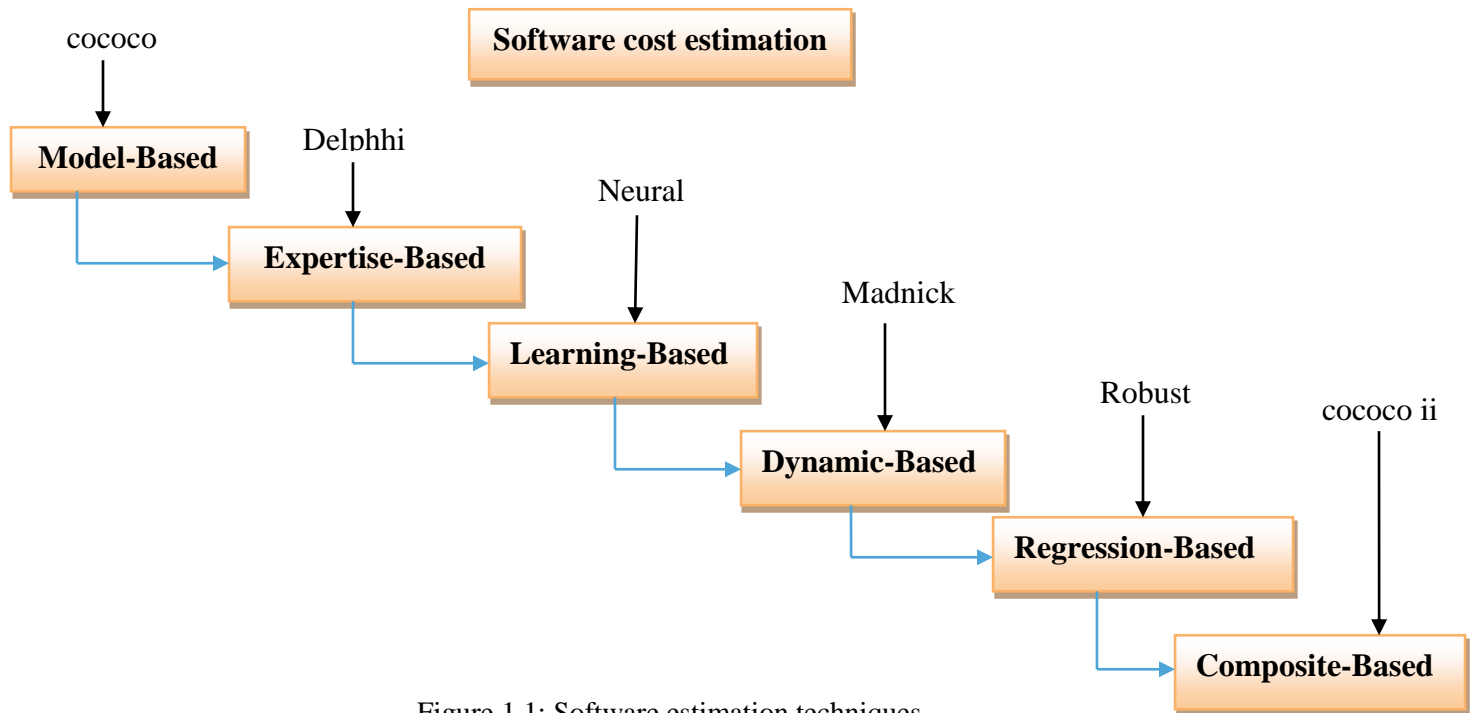 cococo
Software cost estimation
Model-Based
Delphhi
Expertise-Based
Neural
Learning-Based
Madnick
Dynamic-Based
Robust
Regression-Based
cococo ii
Composite-Based
Figure 1.1: Software estimation techniques